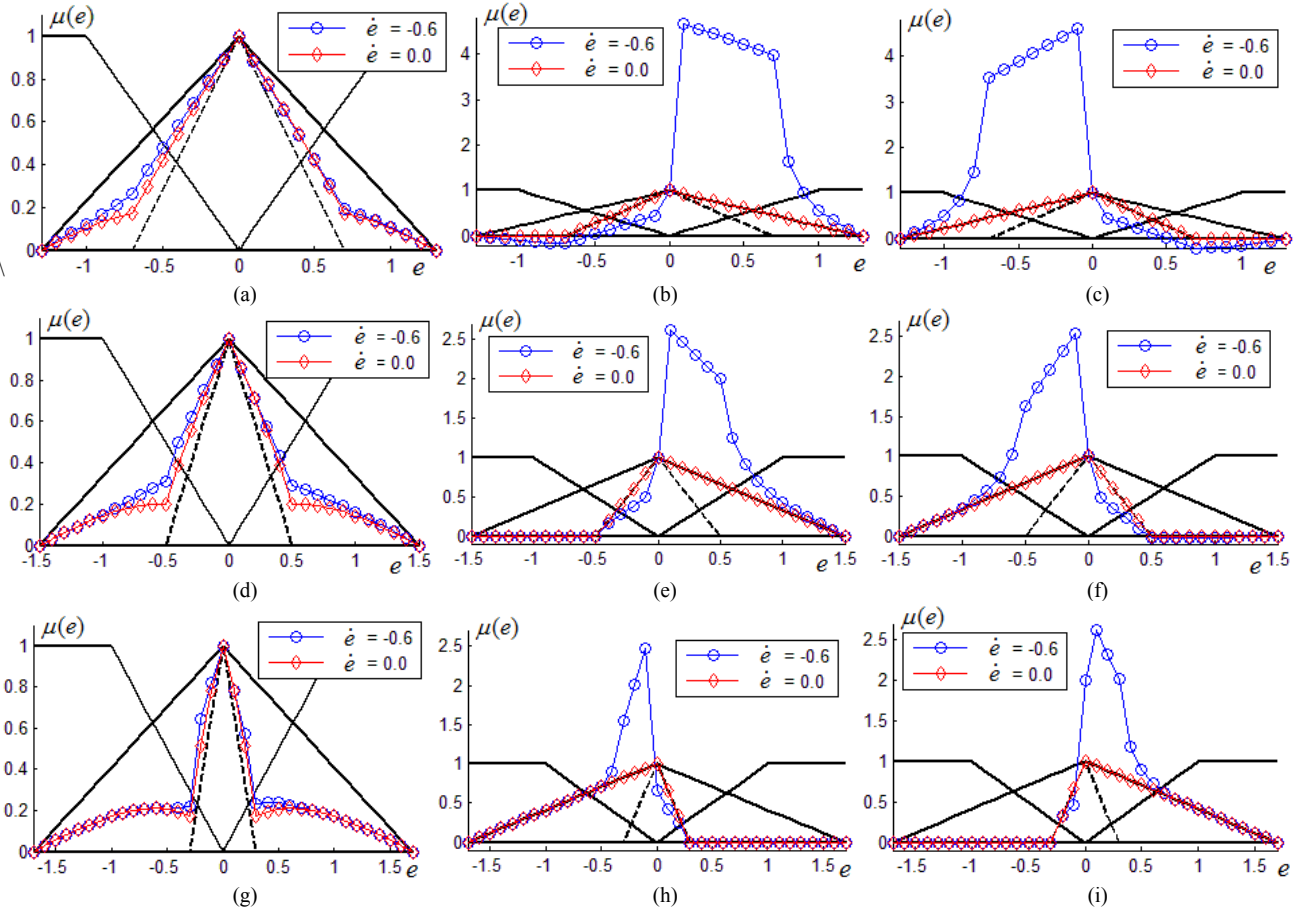 μ(e)
ė = -0.6
ė = 0.0
1
0.8
0.6
0.4
0.2
0
-1 -0.5 0 0.5 1 e
(a)
μ(e)
ė = -0.6
ė = 0.0
4
3
2
1
0
-1 -0.5 0 0.5 1 e
(b)
μ(e)
ė = -0.6
ė = 0.0
4
3
2
1
0
-1 -0.5 0 0.5 1 e
(c)
\
μ(e)
ė = -0.6
ė = 0.0
1
0.8
0.6
0.4
0.2
0
-1.5 -1 -0.5 0 0.5 1 e 1.5
(d)
μ(e)
ė = -0.6
ė = 0.0
2.5
2
1.5
1
0.5
0
-1.5 -1 -0.5 0 0.5 1 e 1.5
(e)
μ(e)
ė = -0.6
ė = 0.0
2.5
2
1.5
1
0.5
0
-1.5 -1 -0.5 0 0.5 1 e 1.5
(f)
μ(e)
ė = -0.6
ė = 0.0
1
0.8
0.6
0.4
0.2
0
-1.5 -1 -0.5 0 0.5 1 1.5 e
(g)
μ(e)
ė = -0.6
ė = 0.0
2.5
2
1.5
1
0.5
0
-1.5 -1 -0.5 0 0.5 1 1.5 e
(h)
μ(e)
ė = -0.6
ė = 0.0
2.5
2
1.5
1
0.5
0
-1.5 -1 -0.5 0 0.5 1 1.5 e
(i)